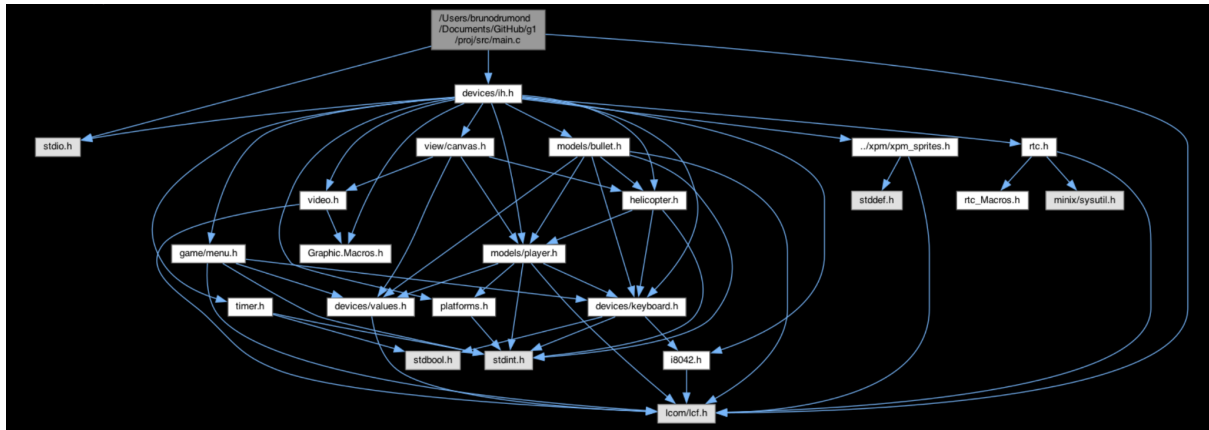 /Users/brunodrumond
/Documents/GitHub/g1
/proj/src/main.c
devices/ih.h
stdio.h
view/canvas.h
models/bullet.h
../xpm/xpm_sprites.h
rtc.h
video.h
helicopter.h
stddef.h
rtc_Macros.h
minix/sysutil.h
game/menu.h
Graphic.Macros.h
models/player.h
timer.h
devices/values.h
platforms.h
devices/keyboard.h
stdbool.h
stdint.h
i8042.h
lcom/lcf.h